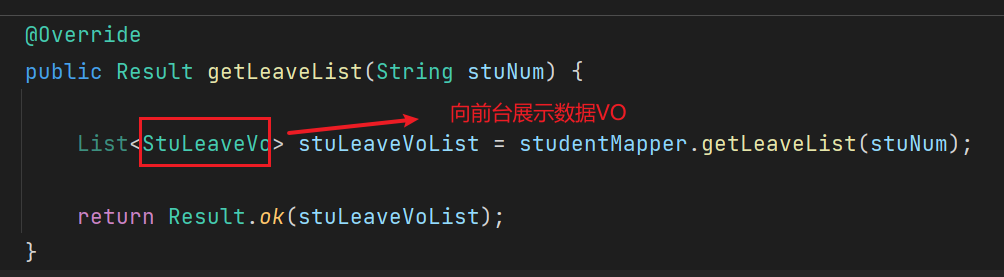 @Override
public Result getLeaveList(String stuNum) {
向前台展示数据VO
List<StuLeaveVo> stuLeaveVoList = studentMapper.getLeaveList(stuNum);
return Result.ok(stuLeaveVoList);
}